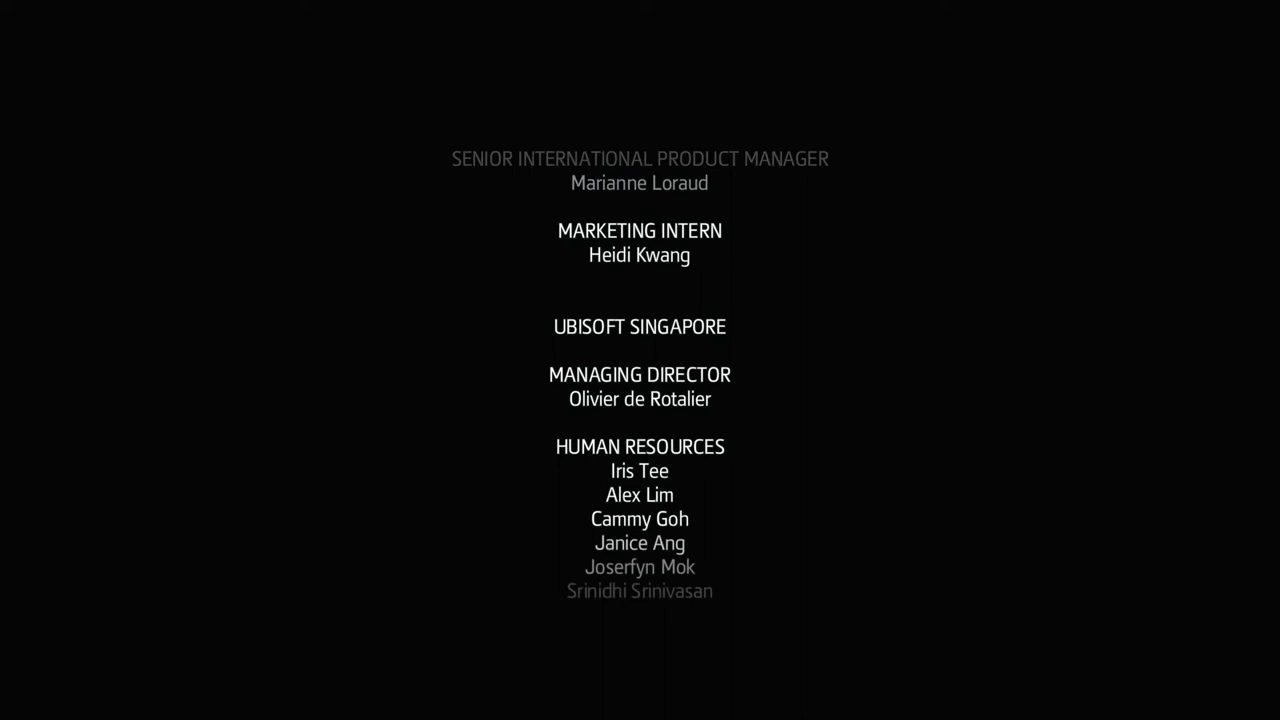 SENIOR INTERNATIONAL PRODUCT MANAGER
Marianne Loraud
MARKETING INTERN
Heidi Kwang
UBISOFT SINGAPORE
MANAGING DIRECTOR
Olivier de Rotalier
HUMAN RESOURCES
Iris Tee
Alex Lim
Cammy Goh
Janice Ang
Joserfyn Mok
Srinidhi Srinivasan